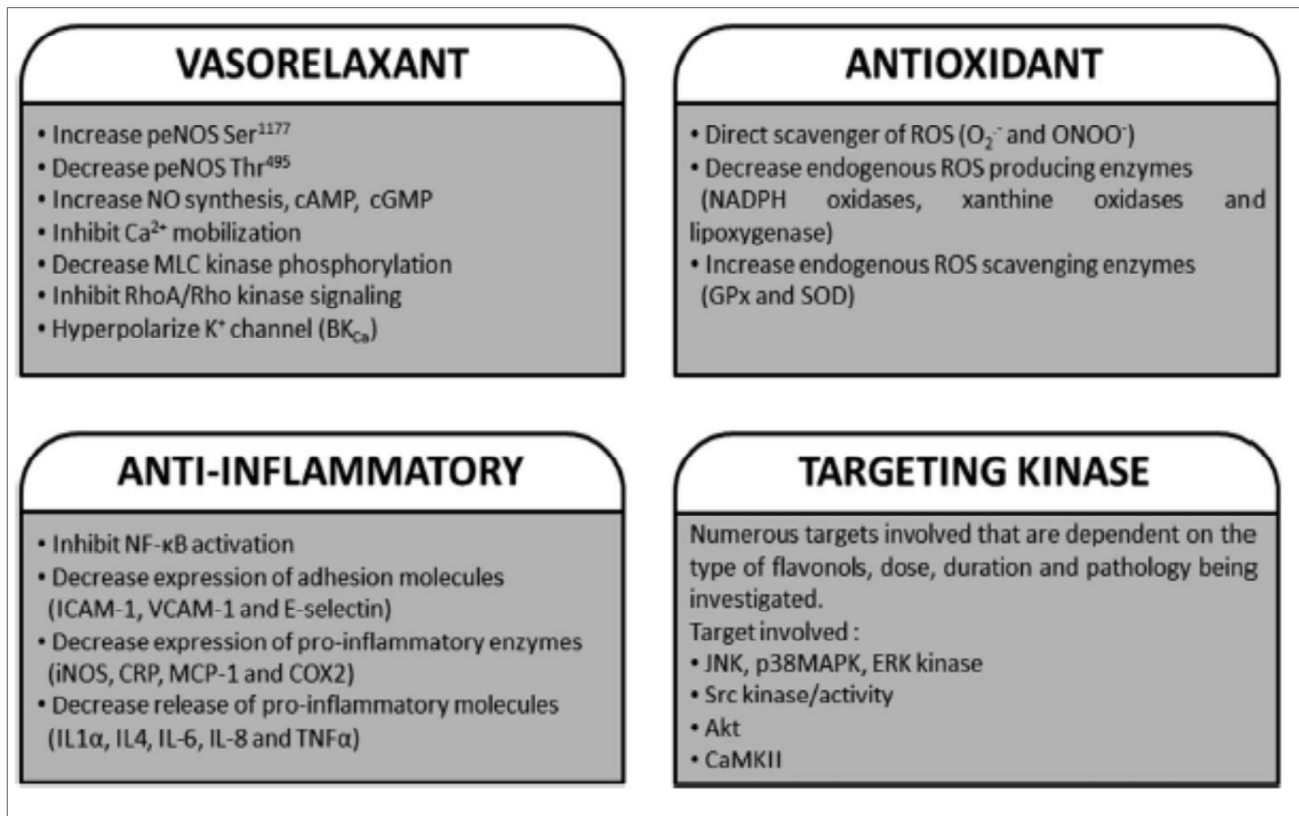 VASORELAXANT
• Increase peNOS Ser¹¹⁷⁷
• Decrease peNOS Thr⁴⁹⁵
• Increase NO synthesis, cAMP, cGMP
• Inhibit Ca²⁺ mobilization
• Decrease MLC kinase phosphorylation
• Inhibit RhoA/Rho kinase signaling
• Hyperpolarize K⁺ channel (BK_Ca)
ANTIOXIDANT
• Direct scavenger of ROS (O₂·⁻ and ONOO⁻)
• Decrease endogenous ROS producing enzymes
(NADPH oxidases, xanthine oxidases and
lipoxygenase)
• Increase endogenous ROS scavenging enzymes
(GPx and SOD)
ANTI-INFLAMMATORY
• Inhibit NF-κB activation
• Decrease expression of adhesion molecules
(ICAM-1, VCAM-1 and E-selectin)
• Decrease expression of pro-inflammatory enzymes
(iNOS, CRP, MCP-1 and COX2)
• Decrease release of pro-inflammatory molecules
(IL1α, IL4, IL-6, IL-8 and TNFα)
TARGETING KINASE
Numerous targets involved that are dependent on the
type of flavonols, dose, duration and pathology being
investigated.
Target involved :
• JNK, p38MAPK, ERK kinase
• Src kinase/activity
• Akt
• CaMKII